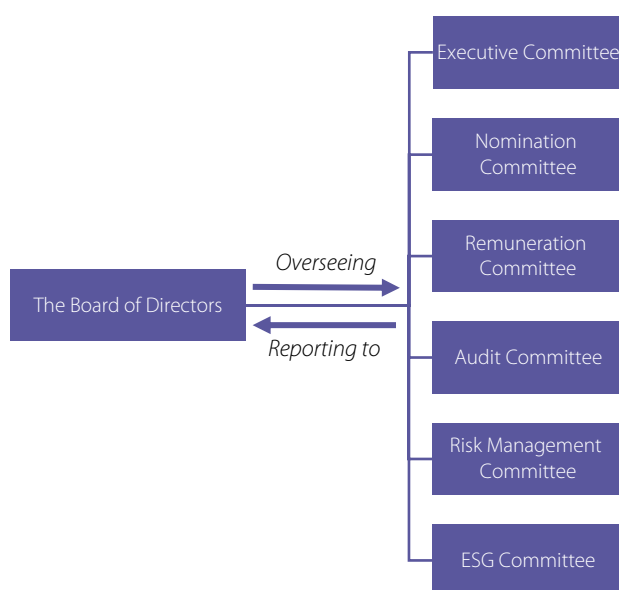 Executive Committee
Nomination
Committee
Remuneration
Committee
Overseeing
The Board of Directors
Reporting to
Audit Committee
Risk Management
Committee
ESG Committee